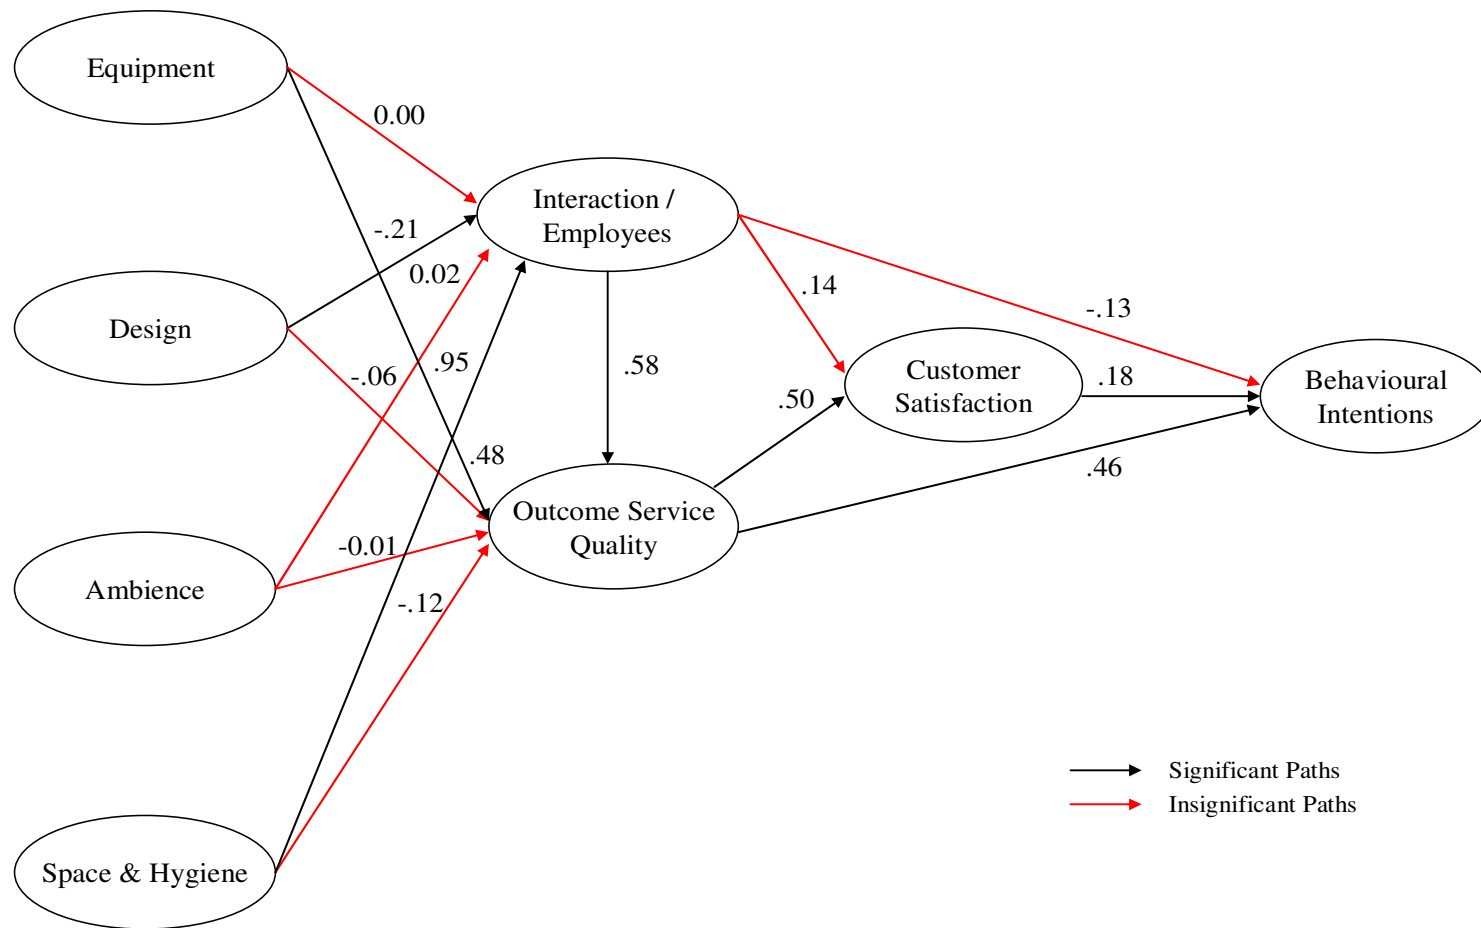 Equipment
0.00
Interaction /
Employees
-.21
0.02
.14
-.13
Design
-.06
.95
.58
Customer
Satisfaction
.18
Behavioural
Intentions
.50
.48
.46
Outcome Service
Quality
-0.01
Ambience
-.12
Space & Hygiene
Significant Paths
Insignificant Paths